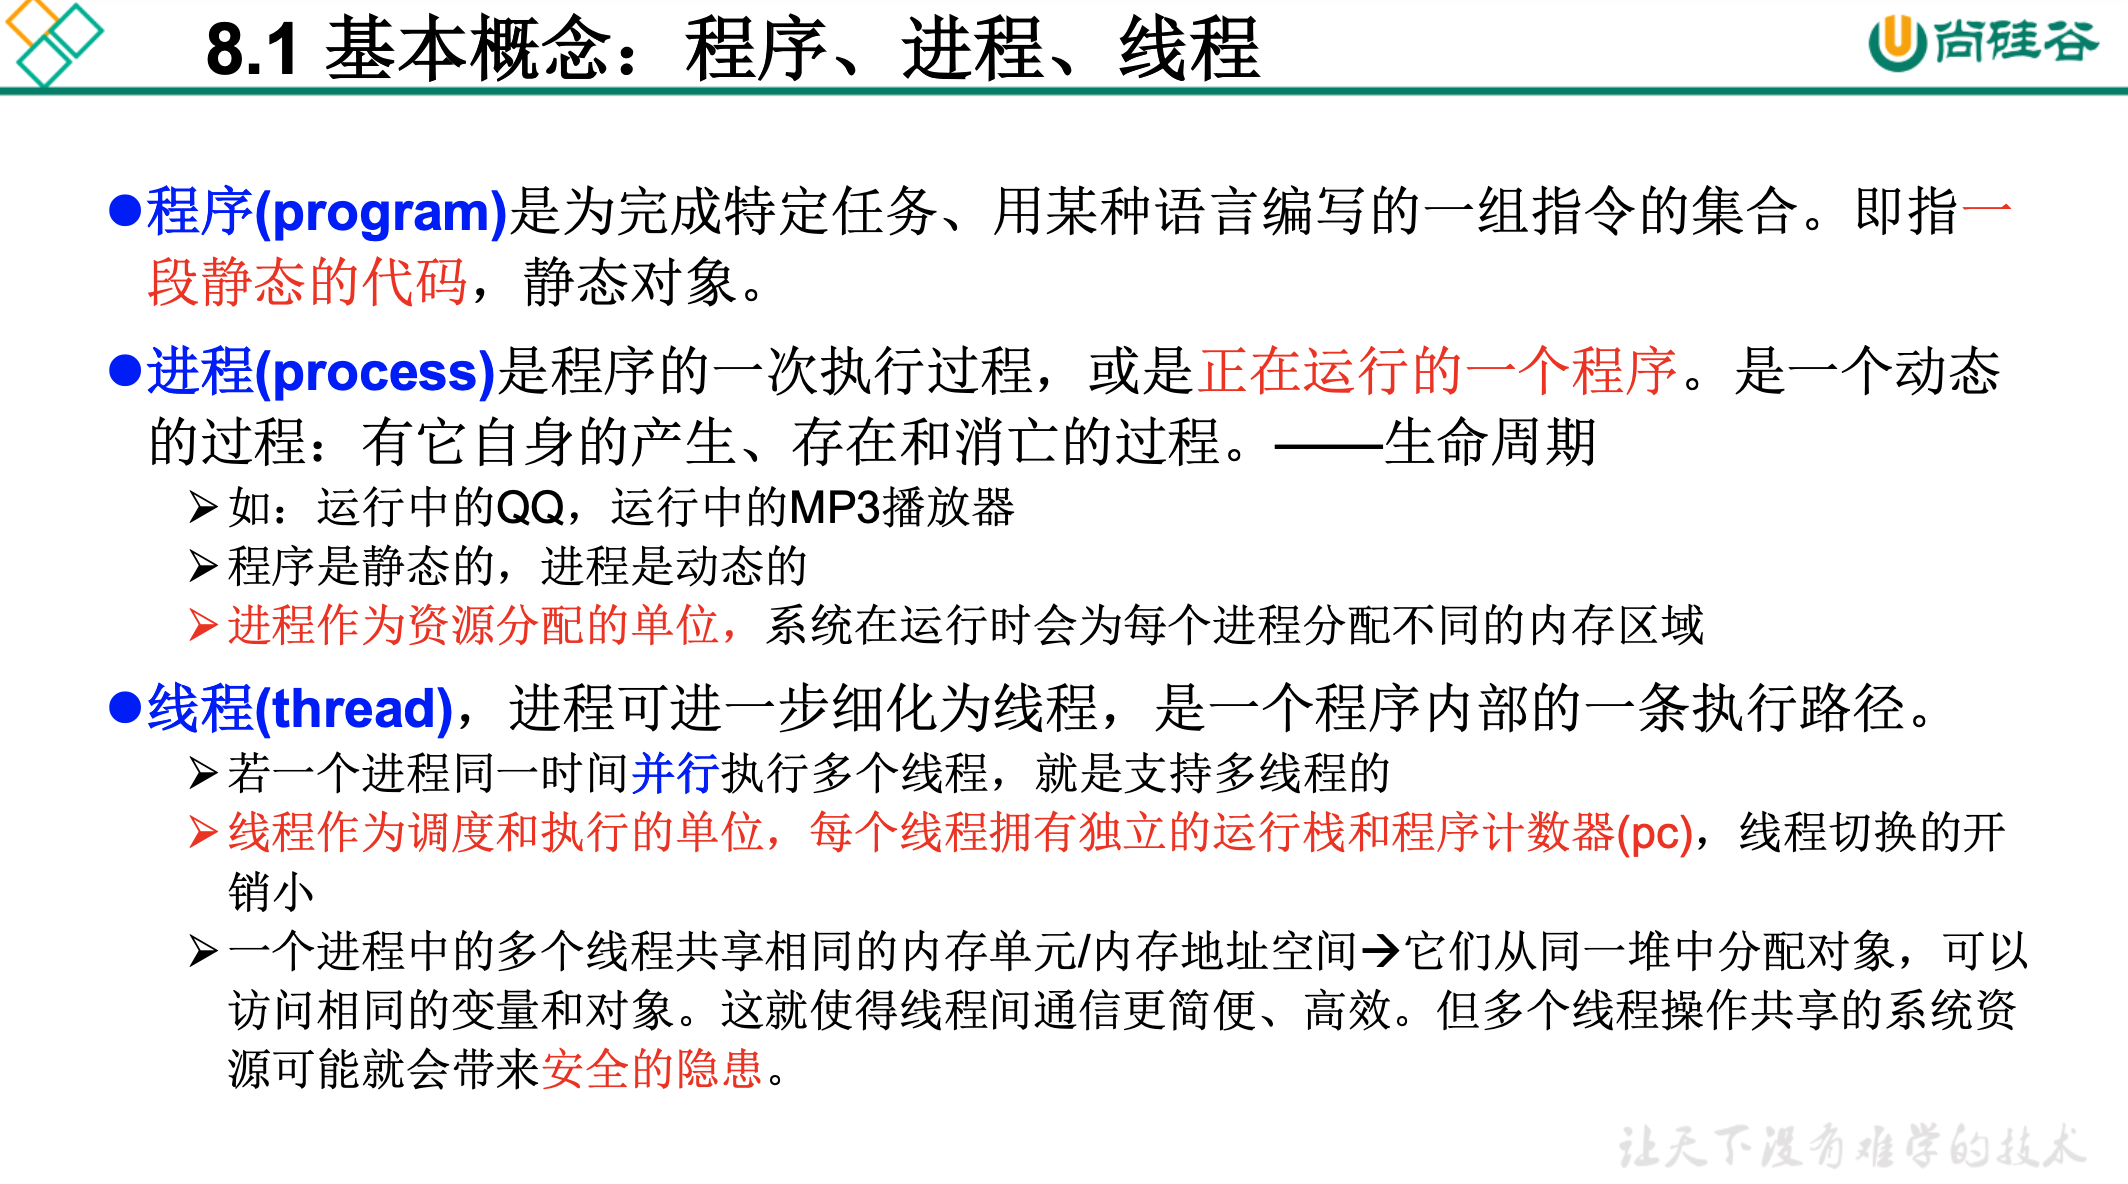 8.1 基本概念：程序、进程、线程
尚硅谷
●程序(program)是为完成特定任务、用某种语言编写的一组指令的集合。即指一
段静态的代码，静态对象。
●进程(process)是程序的一次执行过程，或是正在运行的一个程序。是一个动态
的过程：有它自身的产生、存在和消亡的过程。——生命周期
➢如：运行中的QQ，运行中的MP3播放器
➢程序是静态的，进程是动态的
➢进程作为资源分配的单位，系统在运行时会为每个进程分配不同的内存区域
●线程(thread)，进程可进一步细化为线程，是一个程序内部的一条执行路径。
➢若一个进程同一时间并行执行多个线程，就是支持多线程的
➢线程作为调度和执行的单位，每个线程拥有独立的运行栈和程序计数器(pc)，线程切换的开
销小
➢一个进程中的多个线程共享相同的内存单元/内存地址空间→它们从同一堆中分配对象，可以
访问相同的变量和对象。这就使得线程间通信更简便、高效。但多个线程操作共享的系统资
源可能就会带来安全的隐患。
让天下没有难学的技术